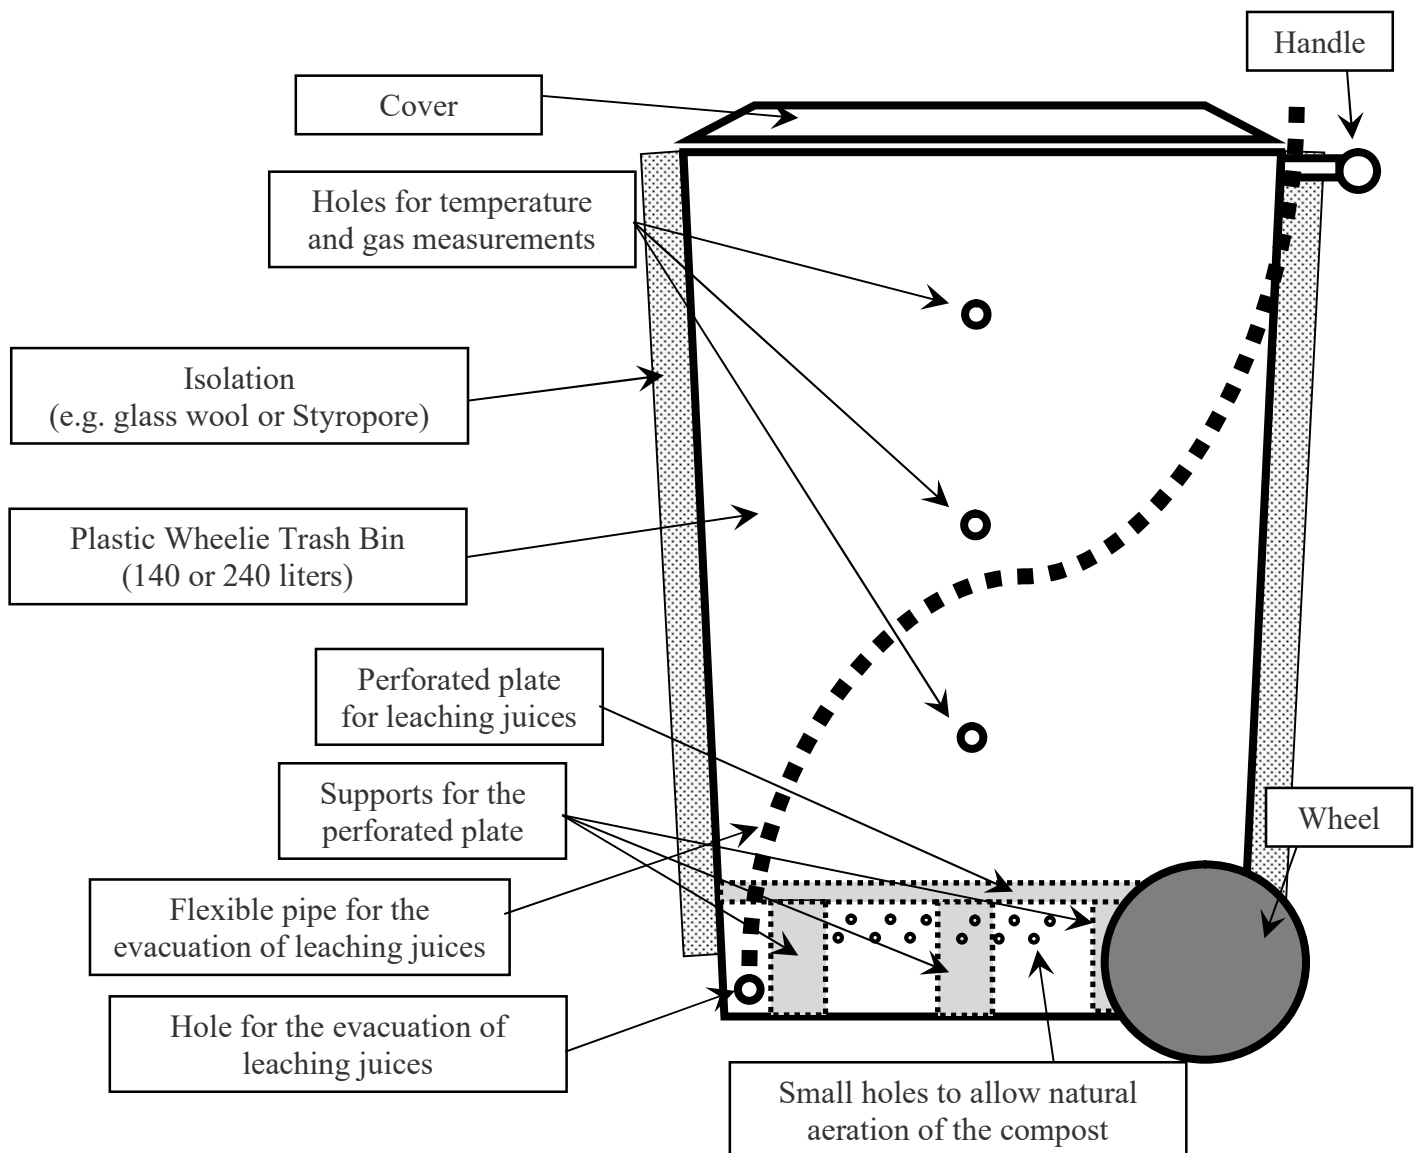 Handle
Cover
Holes for temperature
and gas measurements
Isolation
(e.g. glass wool or Styropore)
Plastic Wheelie Trash Bin
(140 or 240 liters)
Perforated plate
for leaching juices
Supports for the
perforated plate
Wheel
Flexible pipe for the
evacuation of leaching juices
Hole for the evacuation of
leaching juices
Small holes to allow natural
aeration of the compost